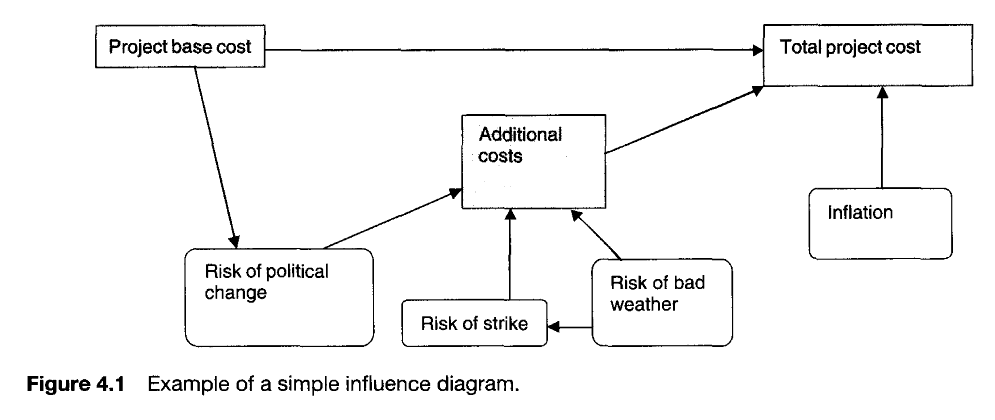 Project base cost
Total project cost
Additional
costs
Inflation
Risk of political
change
Risk of bad
weather
Risk of strike
Figure 4.1 Example of a simple influence diagram.